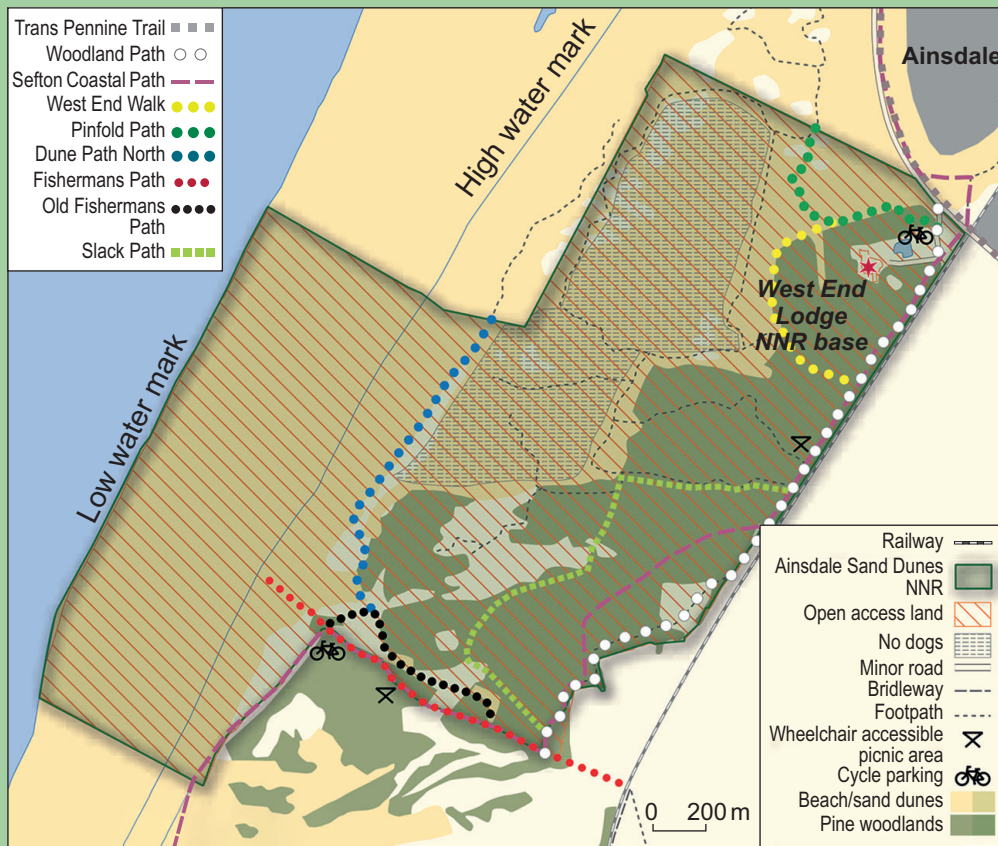 Trans Pennine Trail
Woodland Path
Sefton Coastal Path
West End Walk
Pinfold Path
Dune Path North
Fishermans Path
Old Fishermans
Path
Slack Path
High water mark
Low water mark
Ainsdale
West End
Lodge
NNR base
Railway
Ainsdale Sand Dunes
NNR
Open access land
No dogs
Minor road
Bridleway
Footpath
Wheelchair accessible
picnic area
Cycle parking
Beach/sand dunes
Pine woodlands
0 200 m